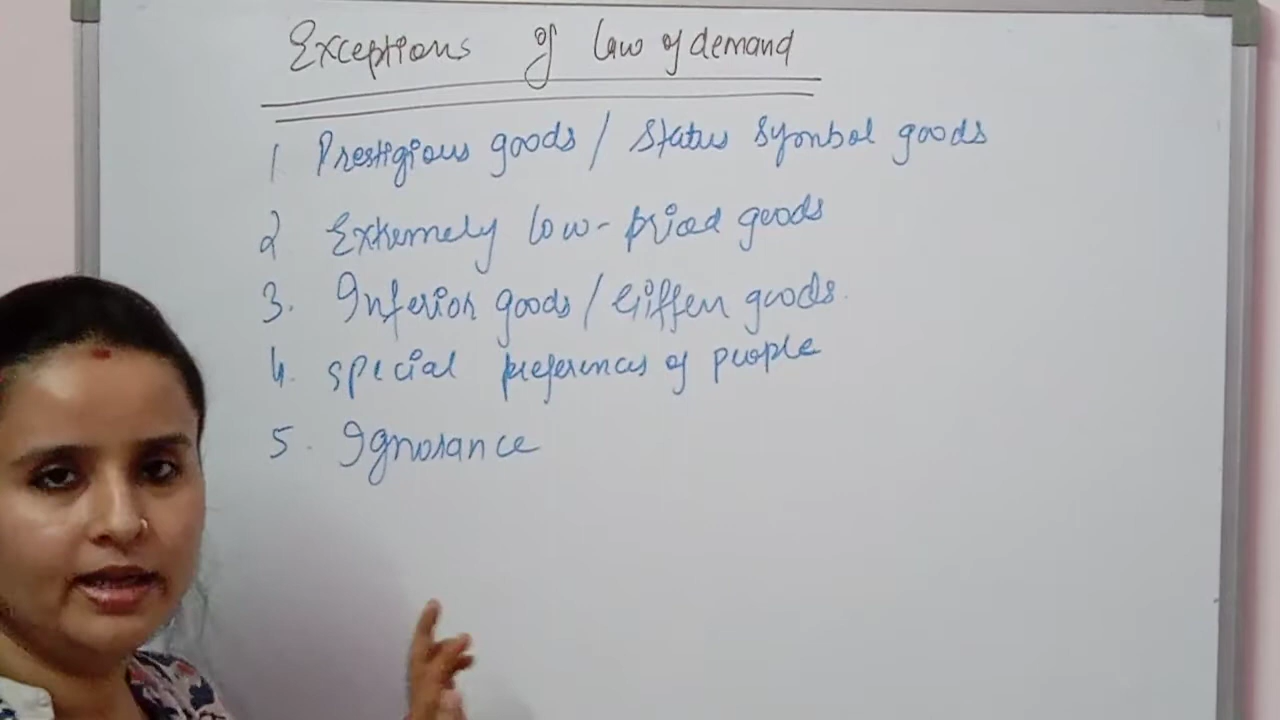 Exceptions of law of demand
1 Prestigious goods / Status Symbol goods
2 Extremely low-priced goods
3. Inferior goods / Giffen goods.
4. special preferences of people
5. Ignorance